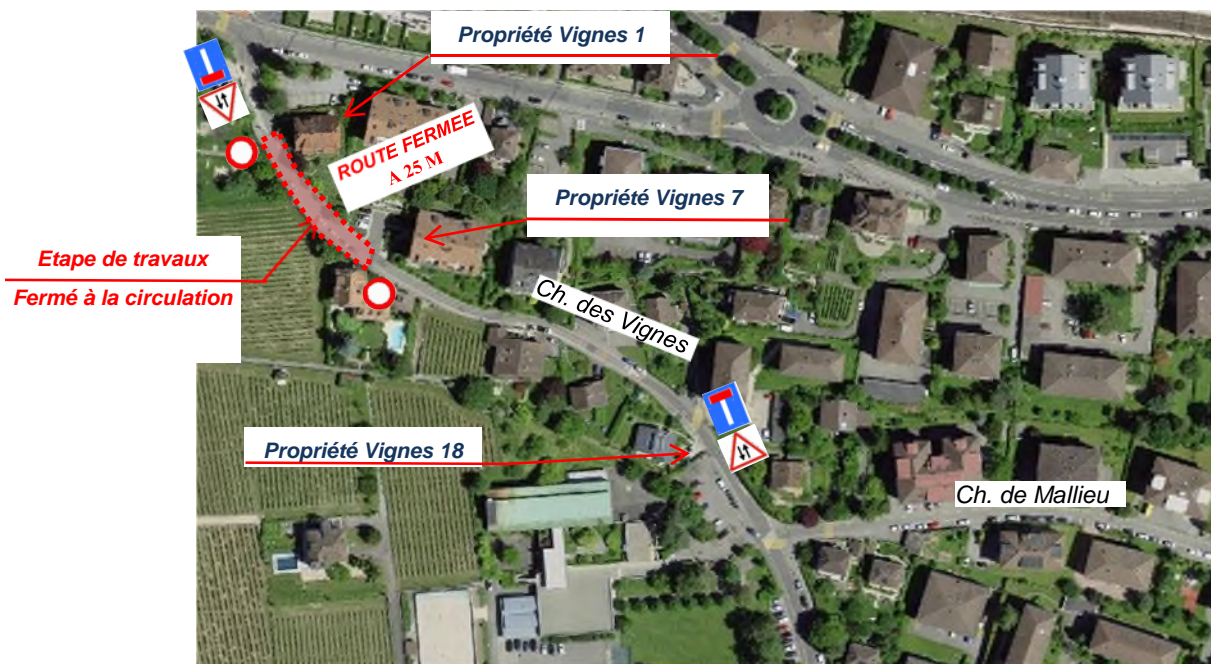 Propriété Vignes 1
ROUTE FERMEE
A 25 M
Propriété Vignes 7
Etape de travaux
Fermé à la circulation
Ch. des Vignes
Propriété Vignes 18
Ch. de Mallieu